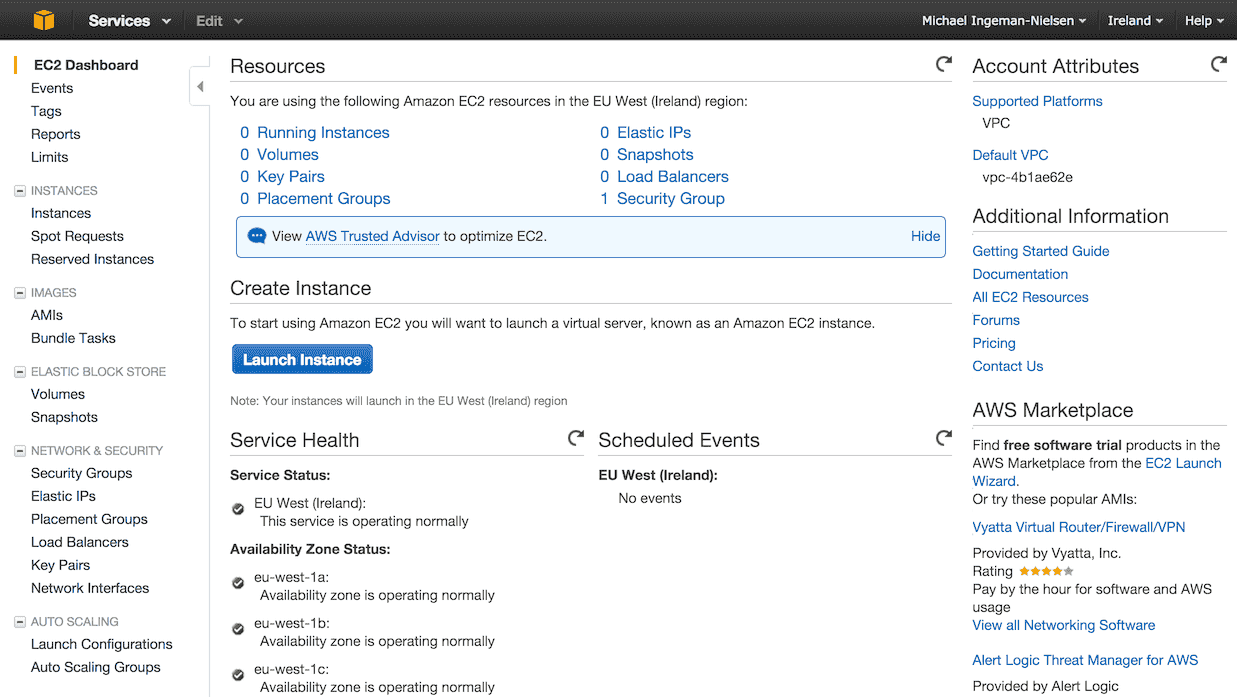 Services Edit Michael Ingeman-Nielsen Ireland Help
EC2 Dashboard
Events
Tags
Reports
Limits
INSTANCES
Instances
Spot Requests
Reserved Instances
IMAGES
AMIs
Bundle Tasks
ELASTIC BLOCK STORE
Volumes
Snapshots
NETWORK & SECURITY
Security Groups
Elastic IPs
Placement Groups
Load Balancers
Key Pairs
Network Interfaces
AUTO SCALING
Launch Configurations
Auto Scaling Groups
Resources
You are using the following Amazon EC2 resources in the EU West (Ireland) region:
0 Running Instances 0 Elastic IPs
0 Volumes 0 Snapshots
0 Key Pairs 0 Load Balancers
0 Placement Groups 1 Security Group
View AWS Trusted Advisor to optimize EC2. Hide
Create Instance
To start using Amazon EC2 you will want to launch a virtual server, known as an Amazon EC2 instance.
Launch Instance
Note: Your instances will launch in the EU West (Ireland) region
Service Health
Service Status:
EU West (Ireland):
This service is operating normally
Availability Zone Status:
eu-west-1a:
Availability zone is operating normally
eu-west-1b:
Availability zone is operating normally
eu-west-1c:
Availability zone is operating normally
Scheduled Events
EU West (Ireland):
No events
Account Attributes
Supported Platforms
VPC
Default VPC
vpc-4b1ae62e
Additional Information
Getting Started Guide
Documentation
All EC2 Resources
Forums
Pricing
Contact Us
AWS Marketplace
Find free software trial products in the
AWS Marketplace from the EC2 Launch
Wizard.
Or try these popular AMIs:
Vyatta Virtual Router/Firewall/VPN
Provided by Vyatta, Inc.
Rating
Pay by the hour for software and AWS
usage
View all Networking Software
Alert Logic Threat Manager for AWS
Provided by Alert Logic